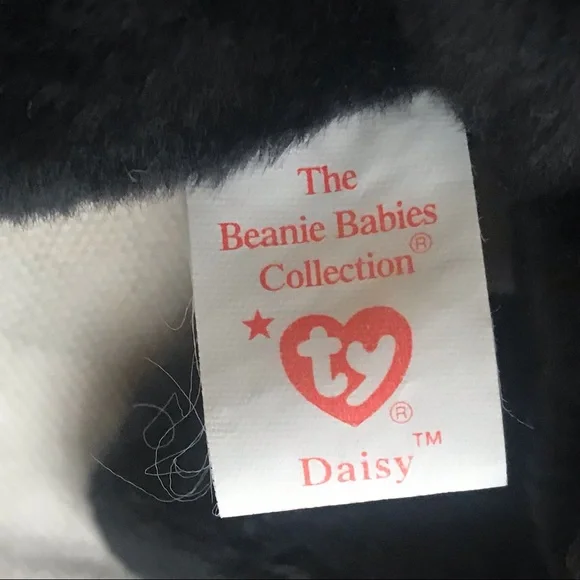 The
Beanie Babies
Collection®
ty®
Daisy™